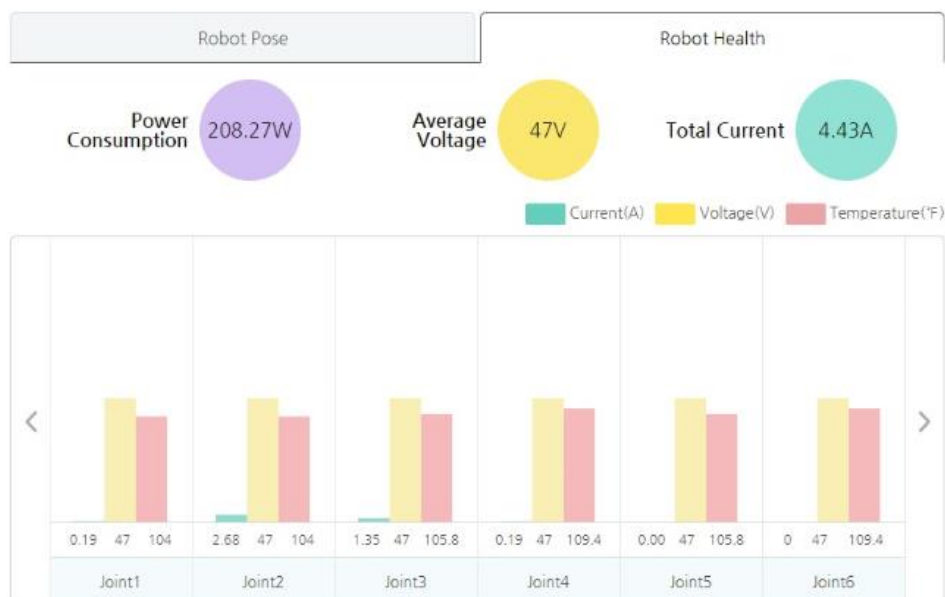 Robot Pose
Robot Health
Power Consumption
208.27W
Average Voltage
47V
Total Current
4.43A
Current(A) Voltage(V) Temperature(°F)
0.19 47 104 2.68 47 104 1.35 47 105.8 0.19 47 109.4 0.00 47 105.8 0 47 109.4
Joint1 Joint2 Joint3 Joint4 Joint5 Joint6